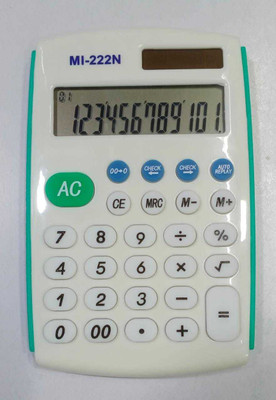 MI-222N
123456789101.
00→0 CHECK ← CHECK → AUTO REPLAY
AC
CE MRC M- M+
7 8 9 ÷ %
4 5 6 × √
1 2 3 − =
0 00 • +